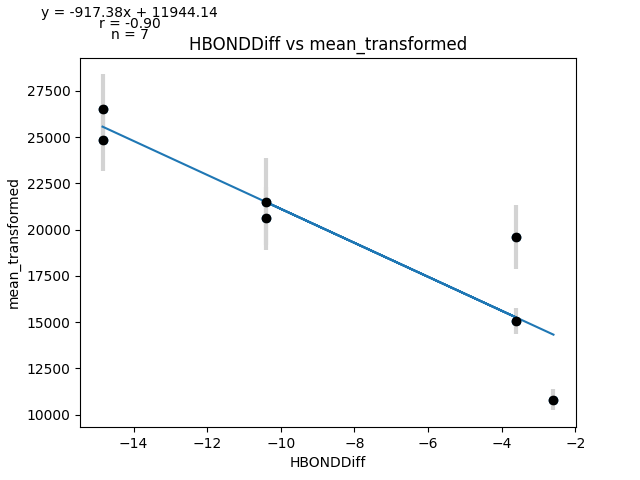 y = -917.38x + 11944.14
r = -0.90
n = 7
HBONDDiff vs mean_transformed
27500
25000
22500
20000
17500
15000
12500
10000
mean_transformed
−14
−12
−10
−8
−6
−4
−2
HBONDDiff